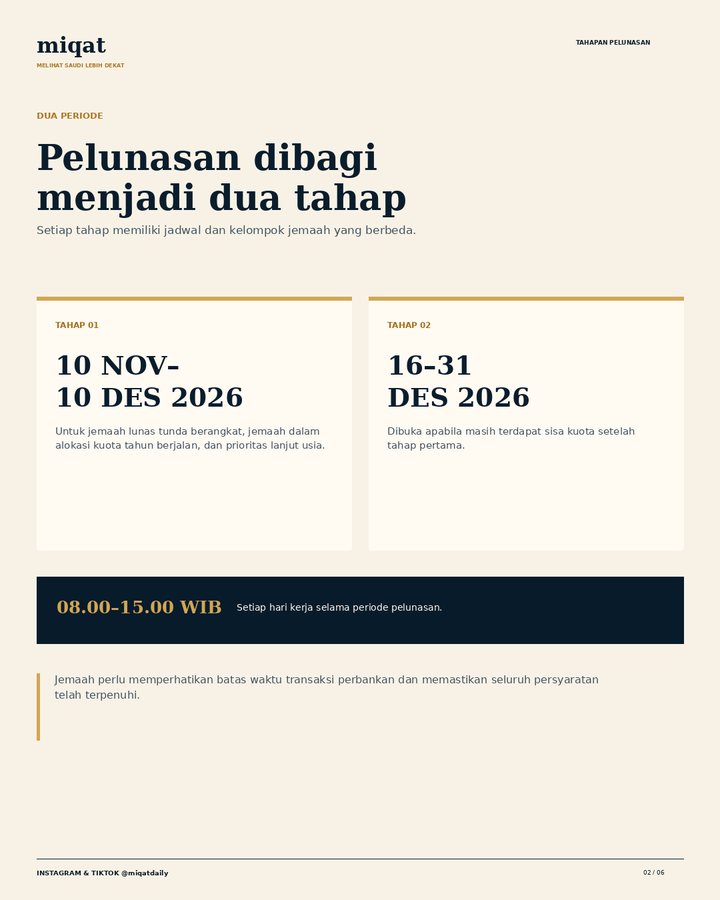 miqat
MELIHAT SAUDI LEBIH DEKAT
TAHAPAN PELUNASAN
DUA PERIODE
Pelunasan dibagi
menjadi dua tahap
Setiap tahap memiliki jadwal dan kelompok jemaah yang berbeda.
TAHAP 01
10 NOV–
10 DES 2026
Untuk jemaah lunas tunda berangkat, jemaah dalam
alokasi kuota tahun berjalan, dan prioritas lanjut usia.
TAHAP 02
16–31
DES 2026
Dibuka apabila masih terdapat sisa kuota setelah
tahap pertama.
08.00–15.00 WIB
Setiap hari kerja selama periode pelunasan.
Jemaah perlu memperhatikan batas waktu transaksi perbankan dan memastikan seluruh persyaratan
telah terpenuhi.
INSTAGRAM & TIKTOK @miqatdaily
02 / 06